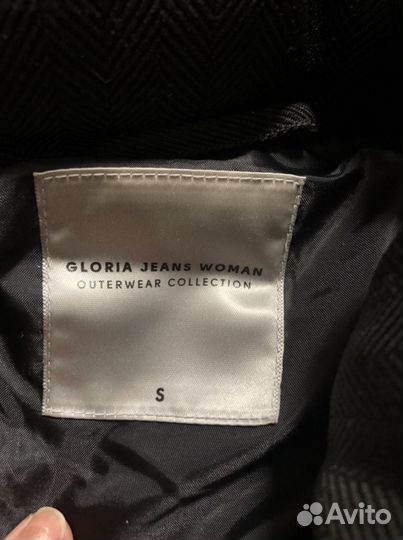 GLORIA JEANS WOMAN
OUTERWEAR COLLECTION
S
Avito